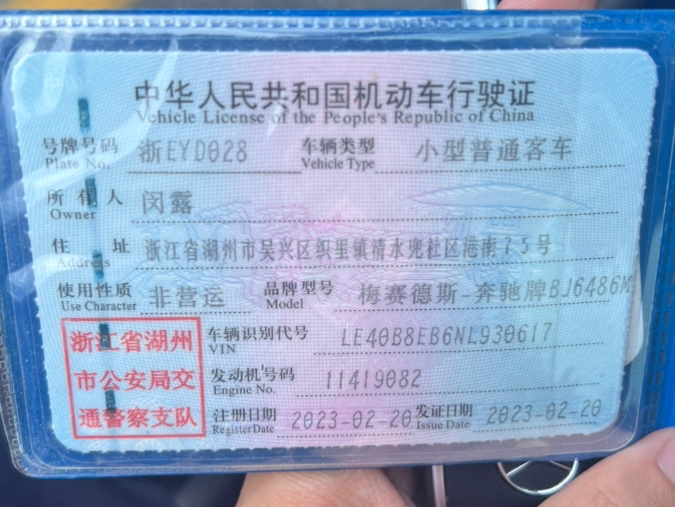 中华人民共和国机动车行驶证
Vehicle License of the People's Republic of China
号牌号码 浙EYD028 车辆类型 小型普通客车
Plate No. Vehicle Type
所有人 闵露
Owner
住址 浙江省湖州市吴兴区织里镇清水兜社区港南75号
Address
使用性质 非营运 品牌型号 梅赛德斯-奔驰牌BJ6486M
Use Character Model
浙江省湖州
市公安局交
通警察支队
车辆识别代号 LE40B8EB6NL930617
VIN
发动机号码 11419082
Engine No.
注册日期 2023-02-20 发证日期 2023-02-20
Register Date Issue Date